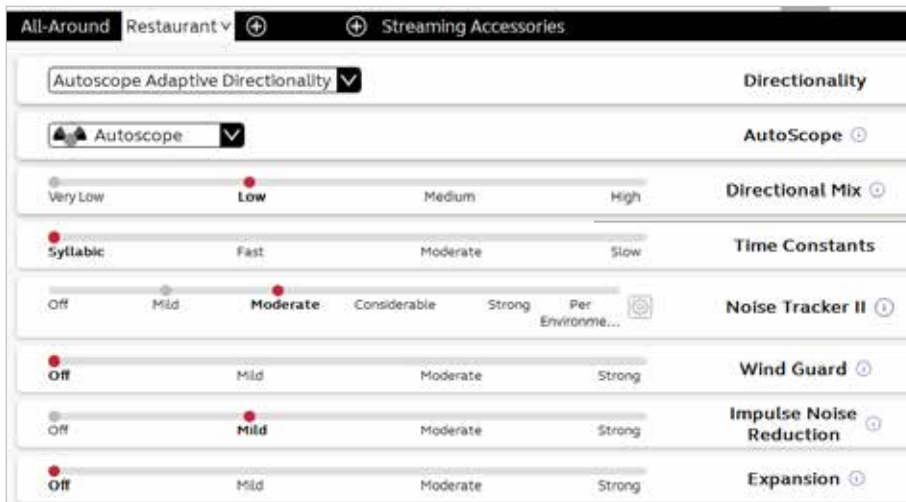 All-Around Restaurant Streaming Accessories
Autoscope Adaptive Directionality Directionality
Autoscope AutoScope
Very Low Low Medium High Directional Mix
Syllabic Fast Moderate Slow Time Constants
Off Mild Moderate Considerable Strong Per Environme... Noise Tracker II
Off Mild Moderate Strong Wind Guard
Off Mild Moderate Strong Impulse Noise
Reduction
Off Mild Moderate Strong Expansion